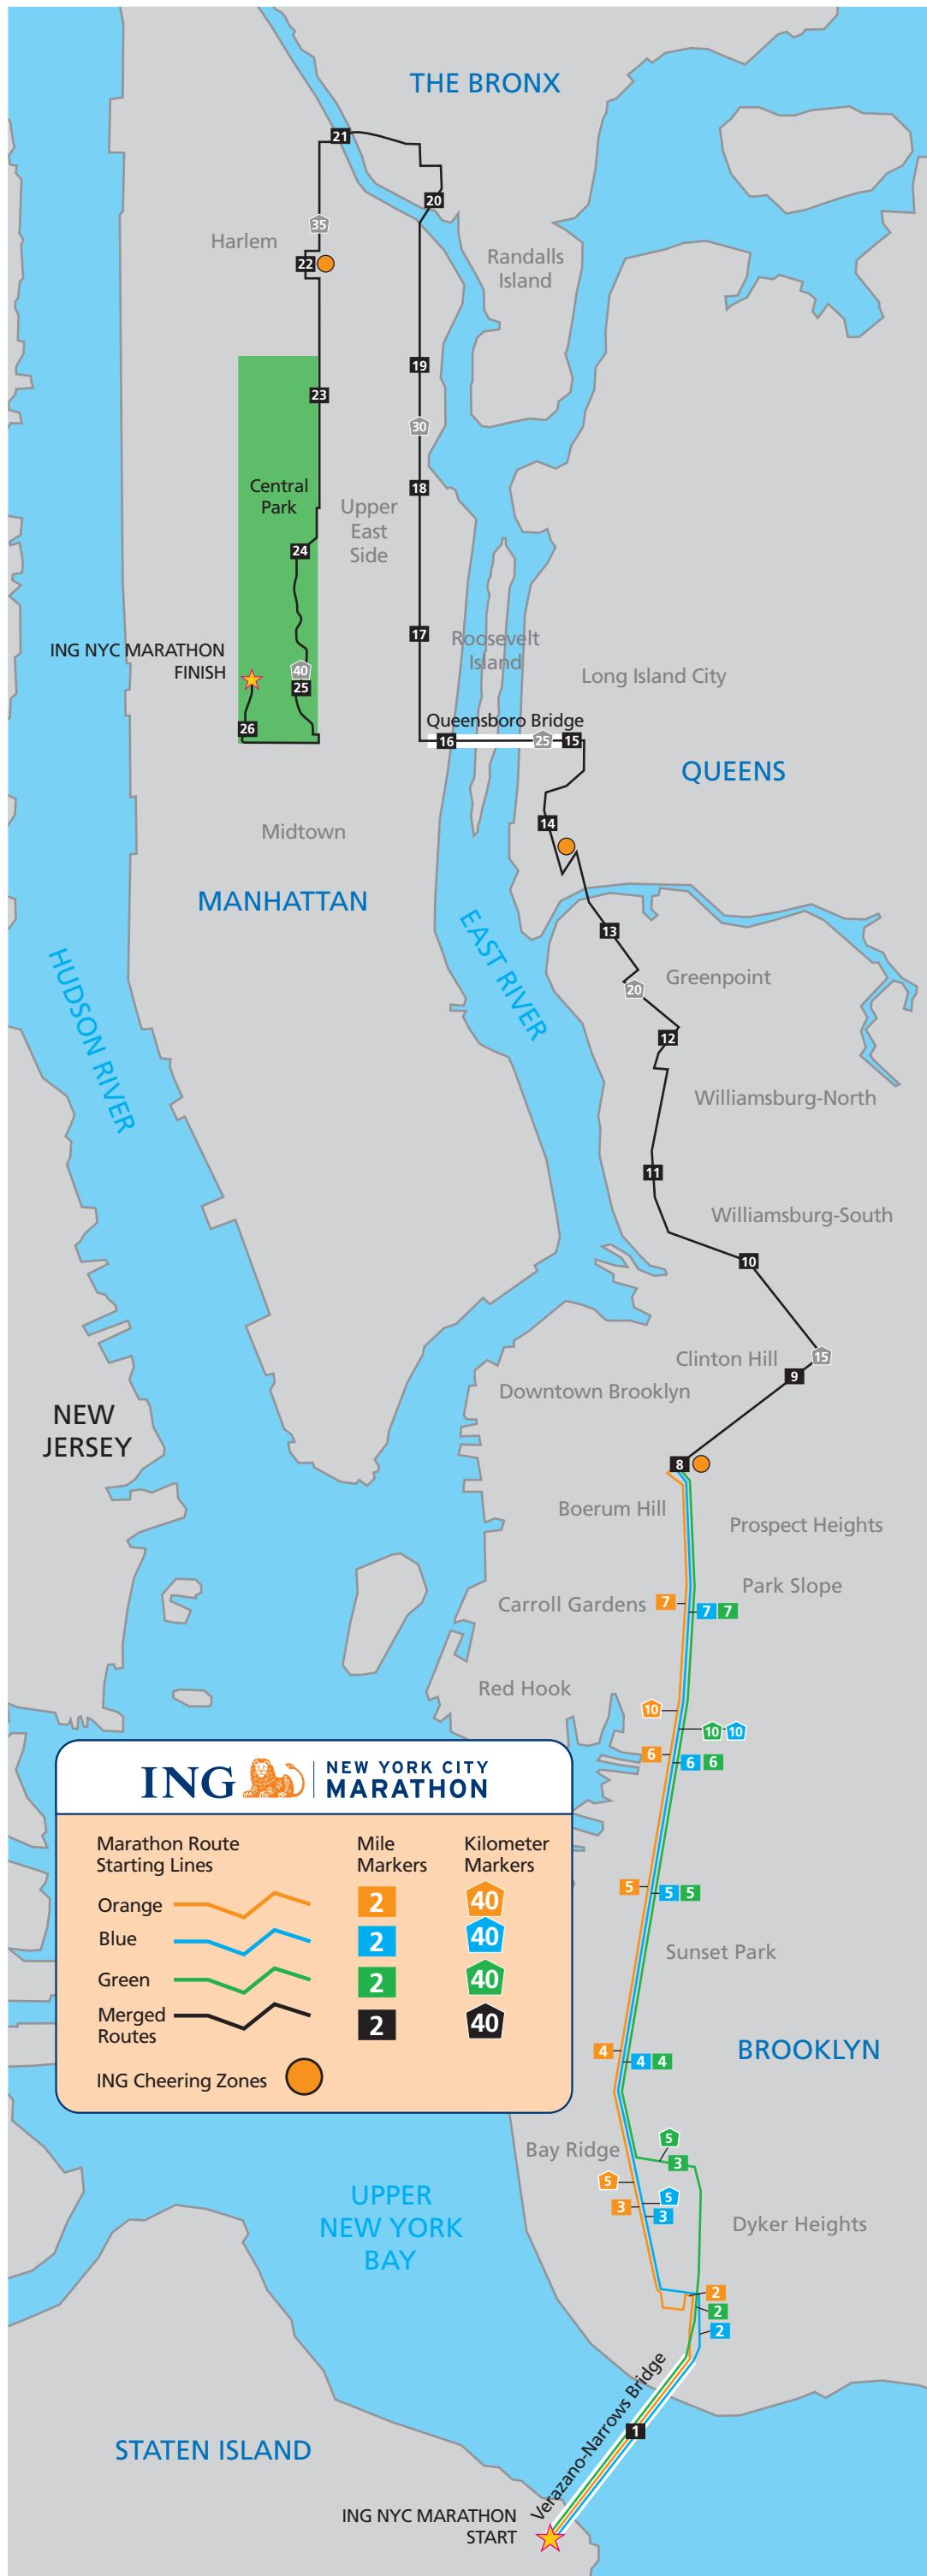 THE BRONX
21
20
35
Harlem
22
Randalls
Island
19
23
30
18
Central
Park
Upper
East
Side
24
17
Roosevelt
Island
ING NYC MARATHON
FINISH
40
25
Long Island City
26
Queensboro Bridge
16
25
15
QUEENS
14
Midtown
MANHATTAN
EAST RIVER
13
HUDSON RIVER
Greenpoint
20
12
Williamsburg-North
11
Williamsburg-South
10
15
Clinton Hill
9
Downtown Brooklyn
NEW
JERSEY
8
Boerum Hill
Prospect Heights
Park Slope
Carroll Gardens
7
7 7
Red Hook
10
10 10
6
6 6
ING NEW YORK CITY
MARATHON
Marathon Route
Starting Lines
Mile
Markers
Kilometer
Markers
Orange 2 40
Blue 2 40
Green 2 40
Merged
Routes
2 40
ING Cheering Zones
5
5 5
Sunset Park
4
4 4
BROOKLYN
5
Bay Ridge
3
5
5
3
3
UPPER
NEW YORK
BAY
Dyker Heights
2
2
2
Verazano-Narrows Bridge
1
STATEN ISLAND
ING NYC MARATHON
START